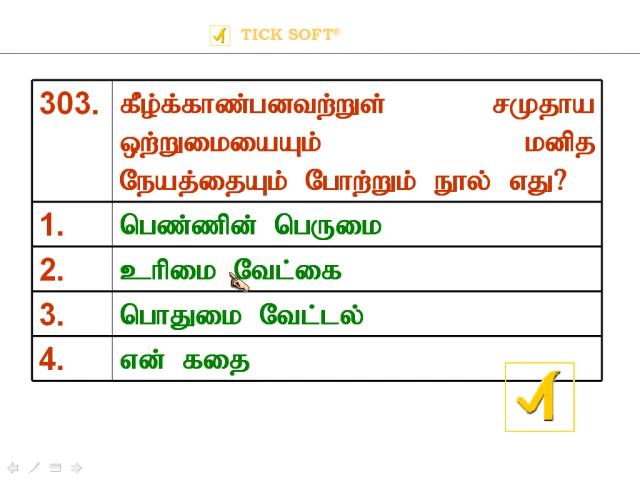 TICK SOFT®
303. கீழ்க்காண்பனவற்றுள் சமுதாய
ஒற்றுமையையும் மனித
நேயத்தையும் போற்றும் நூல் எது?
1. பெண்ணின் பெருமை
2. உரிமை வேட்கை
3. பொதுமை வேட்டல்
4. என் கதை